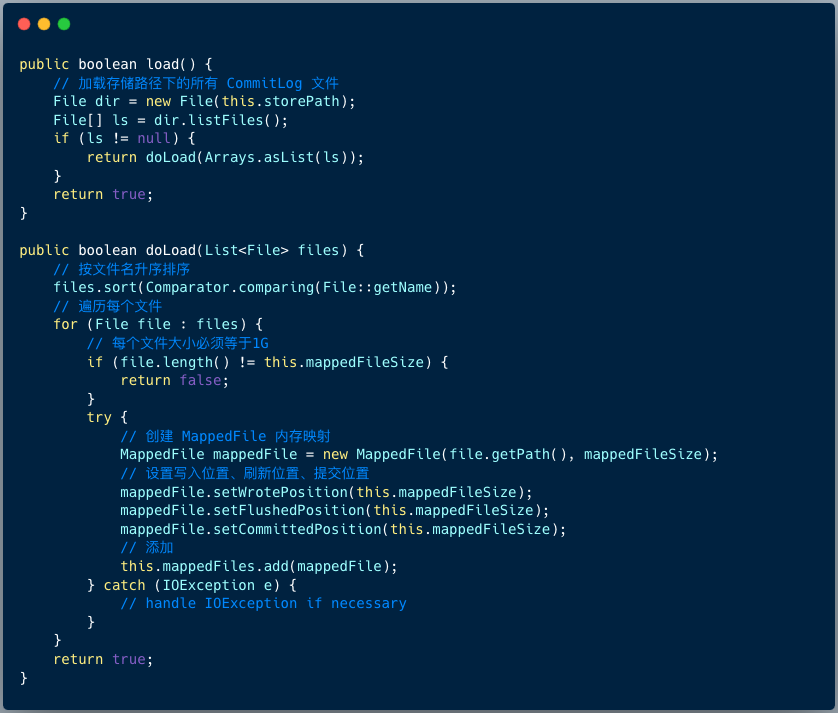 public boolean load() {
    // 加载存储路径下的所有 CommitLog 文件
    File dir = new File(this.storePath);
    File[] ls = dir.listFiles();
    if (ls != null) {
        return doLoad(Arrays.asList(ls));
    }
    return true;
}

public boolean doLoad(List<File> files) {
    // 按文件名升序排序
    files.sort(Comparator.comparing(File::getName));
    // 遍历每个文件
    for (File file : files) {
        // 每个文件大小必须等于1G
        if (file.length() != this.mappedFileSize) {
            return false;
        }
        try {
            // 创建 MappedFile 内存映射
            MappedFile mappedFile = new MappedFile(file.getPath(), mappedFileSize);
            // 设置写入位置、刷新位置、提交位置
            mappedFile.setWrotePosition(this.mappedFileSize);
            mappedFile.setFlushedPosition(this.mappedFileSize);
            mappedFile.setCommittedPosition(this.mappedFileSize);
            // 添加
            this.mappedFiles.add(mappedFile);
        } catch (IOException e) {
            // handle IOException if necessary
        }
    }
    return true;
}